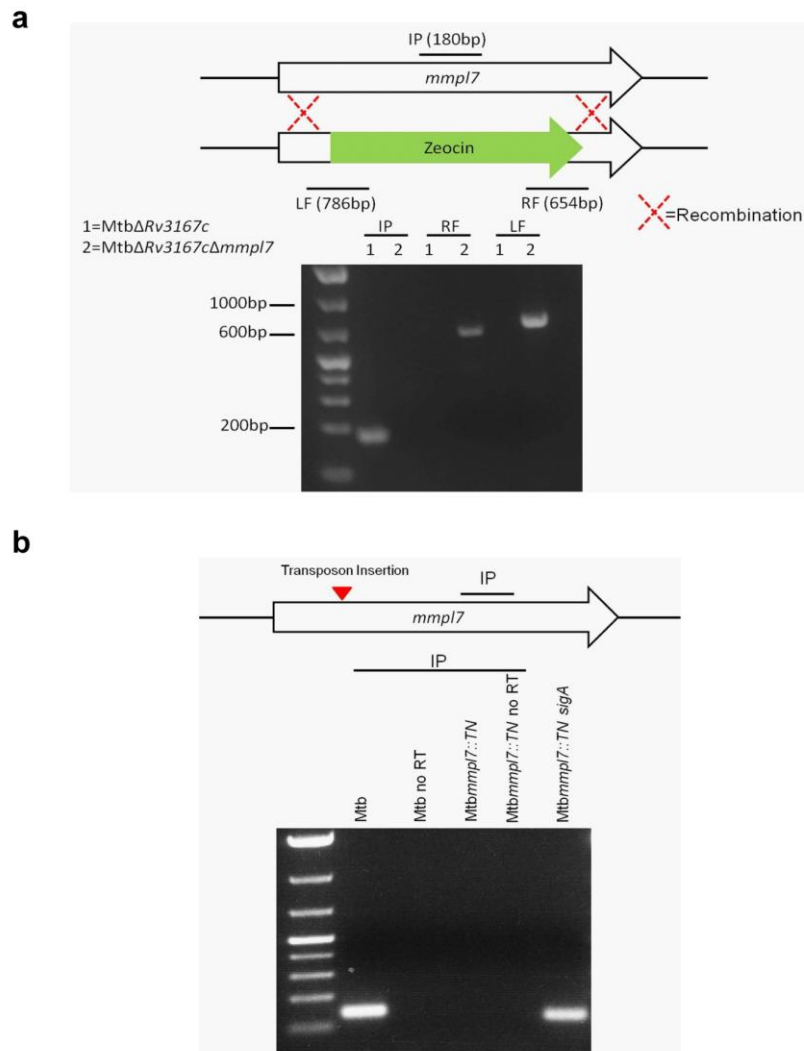 a
IP (180bp)
mmpl7
Zeocin
LF (786bp)
RF (654bp)
=Recombination
1=MtbΔRv3167c
2=MtbΔRv3167cΔmmpl7
IP RF LF
1 2 1 2 1 2
1000bp
600bp
200bp
b
Transposon Insertion
IP
mmpl7
IP
Mtb
Mtb no RT
Mtbmmpl7::TN
Mtbmmpl7::TN no RT
Mtbmmpl7::TN sigA